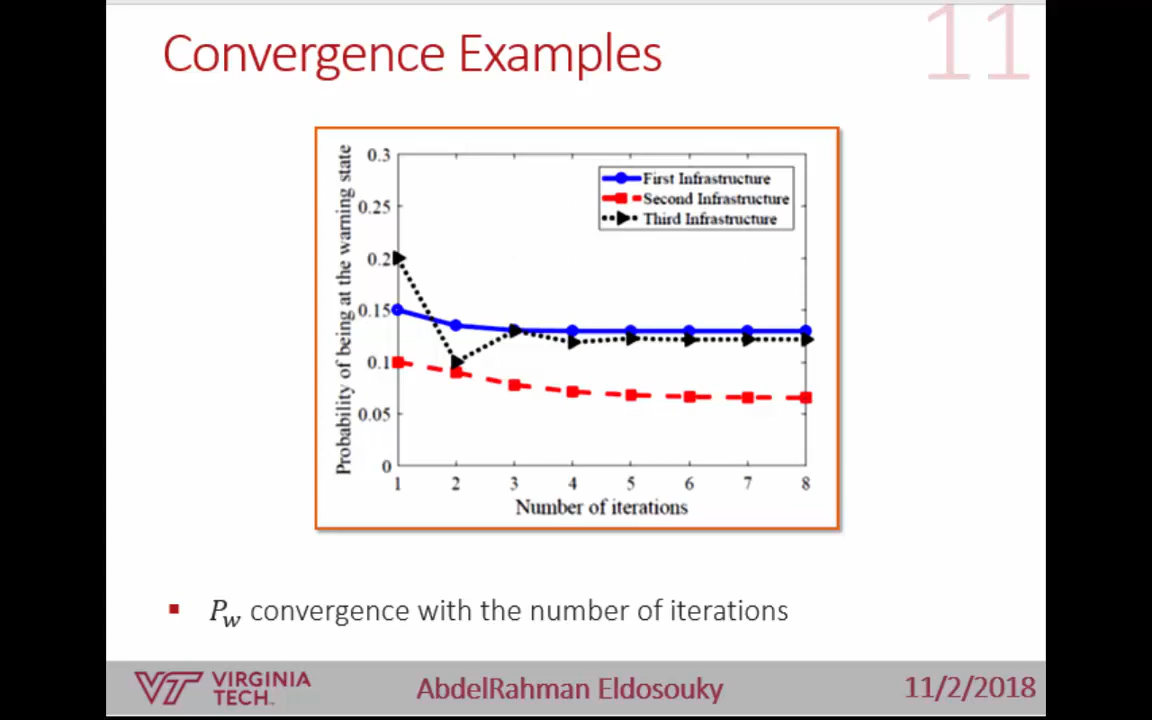 11
Convergence Examples
Probability of being at the warning state
0.3
0.25
0.2
0.15
0.1
0.05
0
First Infrastructure
Second Infrastructure
Third Infrastructure
1 2 3 4 5 6 7 8
Number of iterations
▪ P_w convergence with the number of iterations
VIRGINIA
TECH™
AbdelRahman Eldosouky
11/2/2018